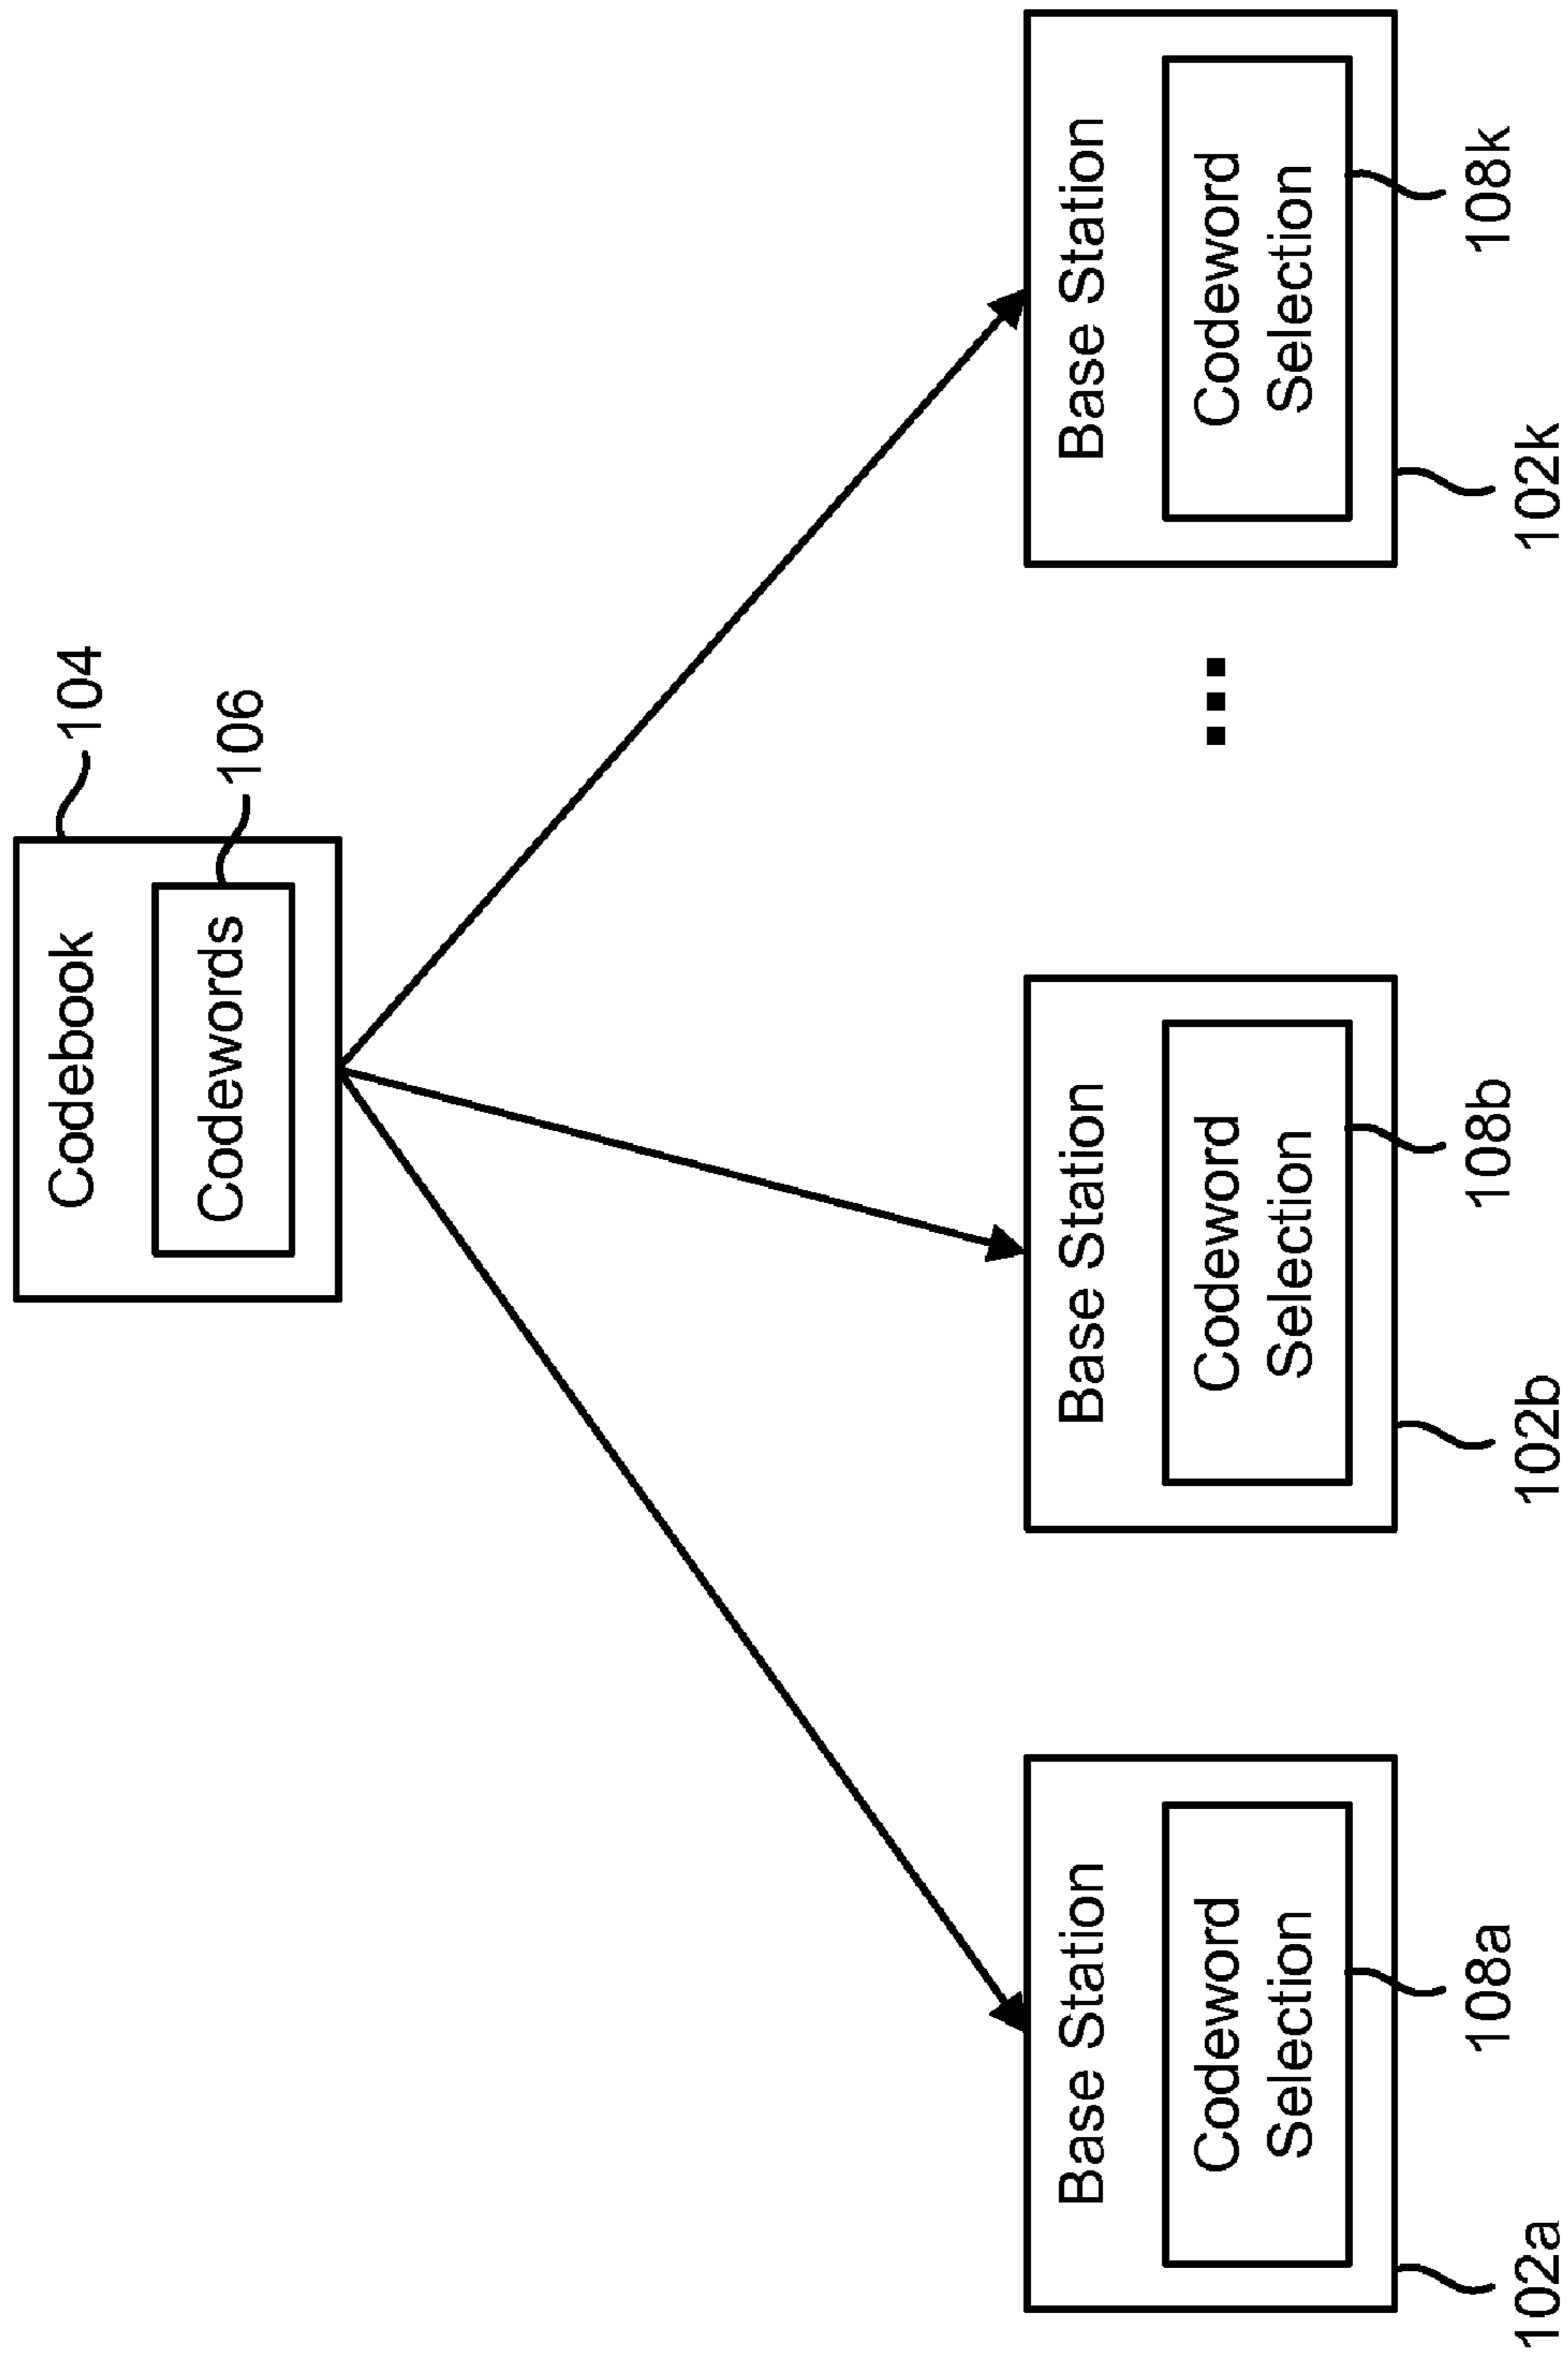 Codebook
104
Codewords
106
Base Station
Codeword
Selection
108a
102a
Base Station
Codeword
Selection
108b
102b
...
Base Station
Codeword
Selection
108k
102k